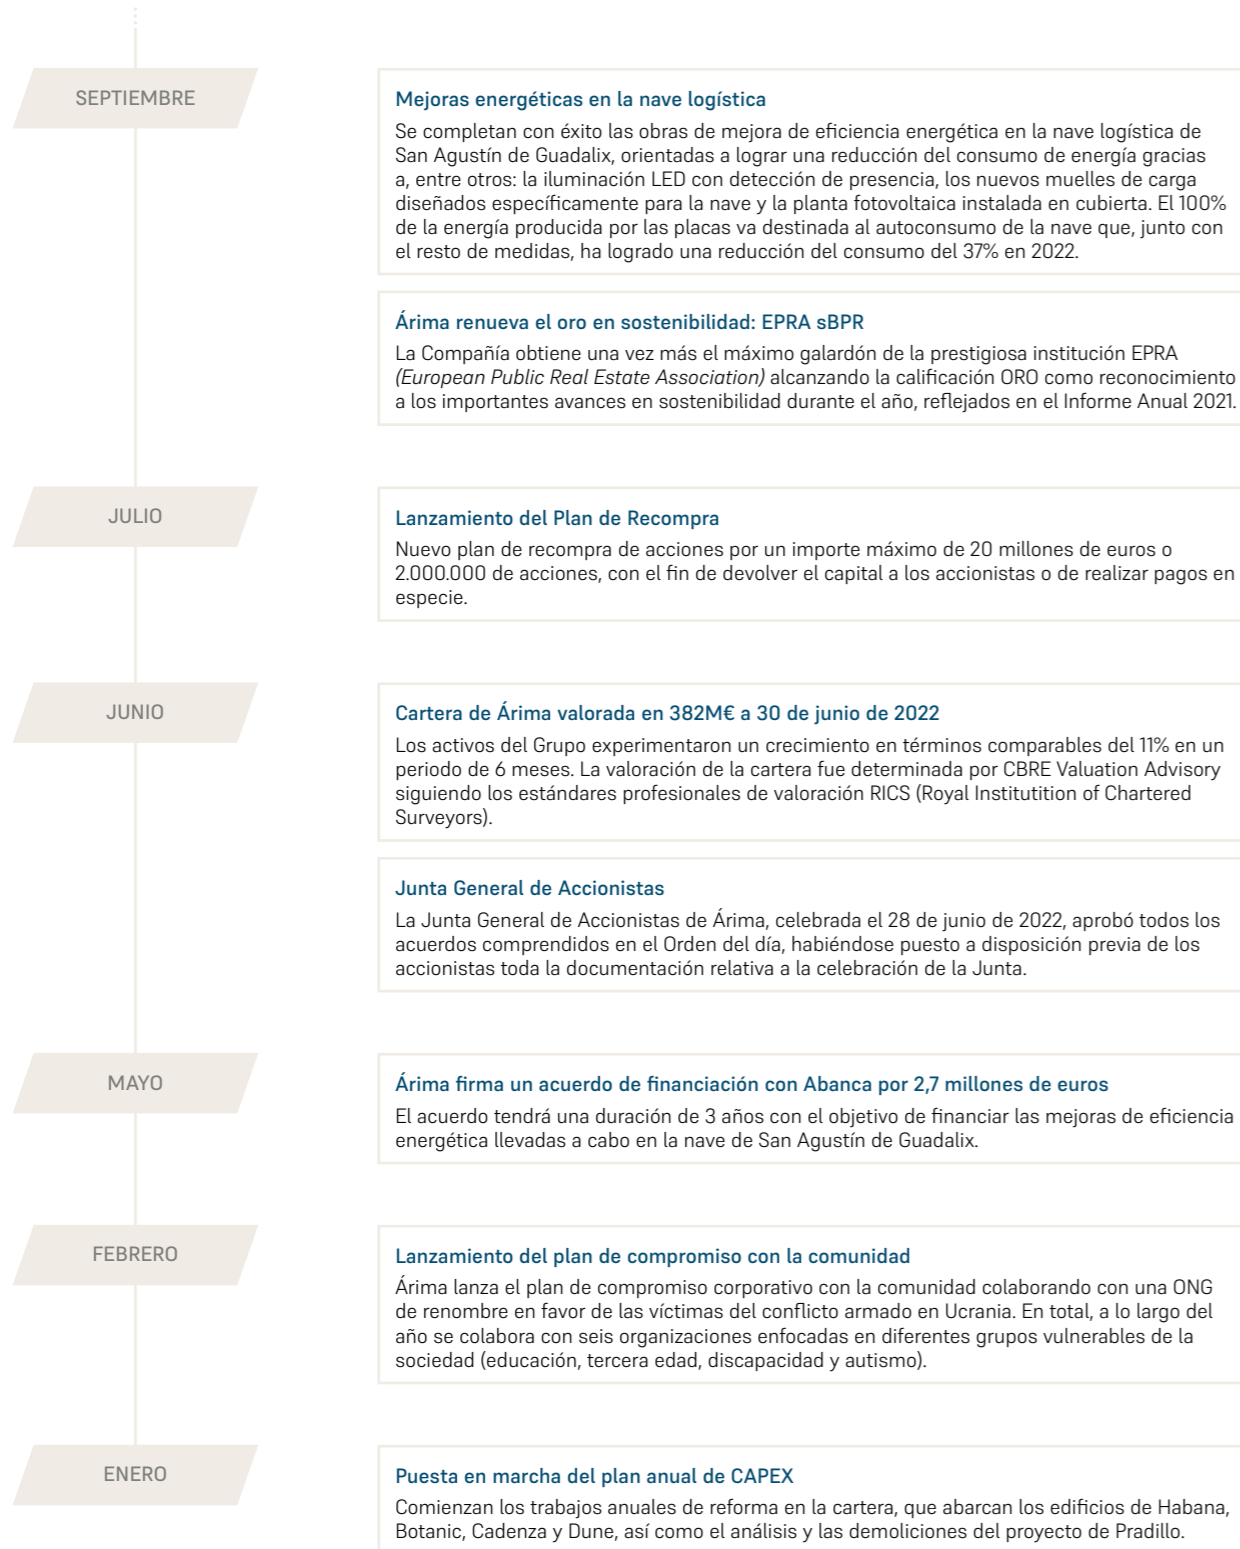 SEPTIEMBRE
Mejoras energéticas en la nave logística
Se completan con éxito las obras de mejora de eficiencia energética en la nave logística de
San Agustín de Guadalix, orientadas a lograr una reducción del consumo de energía gracias
a, entre otros: la iluminación LED con detección de presencia, los nuevos muelles de carga
diseñados específicamente para la nave y la planta fotovoltaica instalada en cubierta. El 100%
de la energía producida por las placas va destinada al autoconsumo de la nave que, junto con
el resto de medidas, ha logrado una reducción del consumo del 37% en 2022.
Árima renueva el oro en sostenibilidad: EPRA sBPR
La Compañía obtiene una vez más el máximo galardón de la prestigiosa institución EPRA
(European Public Real Estate Association) alcanzando la calificación ORO como reconocimiento
a los importantes avances en sostenibilidad durante el año, reflejados en el Informe Anual 2021.
JULIO
Lanzamiento del Plan de Recompra
Nuevo plan de recompra de acciones por un importe máximo de 20 millones de euros o
2.000.000 de acciones, con el fin de devolver el capital a los accionistas o de realizar pagos en
especie.
JUNIO
Cartera de Árima valorada en 382M€ a 30 de junio de 2022
Los activos del Grupo experimentaron un crecimiento en términos comparables del 11% en un
periodo de 6 meses. La valoración de la cartera fue determinada por CBRE Valuation Advisory
siguiendo los estándares profesionales de valoración RICS (Royal Institutition of Chartered
Surveyors).
Junta General de Accionistas
La Junta General de Accionistas de Árima, celebrada el 28 de junio de 2022, aprobó todos los
acuerdos comprendidos en el Orden del día, habiéndose puesto a disposición previa de los
accionistas toda la documentación relativa a la celebración de la Junta.
MAYO
Árima firma un acuerdo de financiación con Abanca por 2,7 millones de euros
El acuerdo tendrá una duración de 3 años con el objetivo de financiar las mejoras de eficiencia
energética llevadas a cabo en la nave de San Agustín de Guadalix.
FEBRERO
Lanzamiento del plan de compromiso con la comunidad
Árima lanza el plan de compromiso corporativo con la comunidad colaborando con una ONG
de renombre en favor de las víctimas del conflicto armado en Ucrania. En total, a lo largo del
año se colabora con seis organizaciones enfocadas en diferentes grupos vulnerables de la
sociedad (educación, tercera edad, discapacidad y autismo).
ENERO
Puesta en marcha del plan anual de CAPEX
Comienzan los trabajos anuales de reforma en la cartera, que abarcan los edificios de Habana,
Botanic, Cadenza y Dune, así como el análisis y las demoliciones del proyecto de Pradillo.